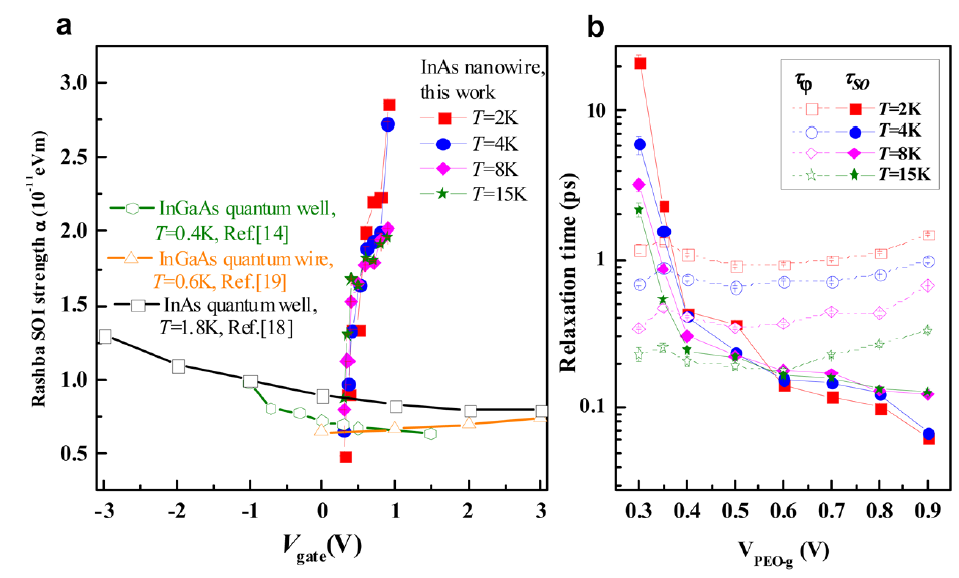 a
Rashba SOI strength α (10⁻¹¹eVm)
3.0
2.5
2.0
1.5
1.0
0.5
InAs nanowire,
this work
T=2K
T=4K
T=8K
T=15K
InGaAs quantum well,
T=0.4K, Ref.[14]
InGaAs quantum wire,
T=0.6K, Ref.[19]
InAs quantum well,
T=1.8K, Ref.[18]
-3 -2 -1 0 1 2 3
Vgate(V)
b
Relaxation time (ps)
10
1
0.1
τφ τSO
T=2K
T=4K
T=8K
T=15K
0.3 0.4 0.5 0.6 0.7 0.8 0.9
VPEO-g (V)